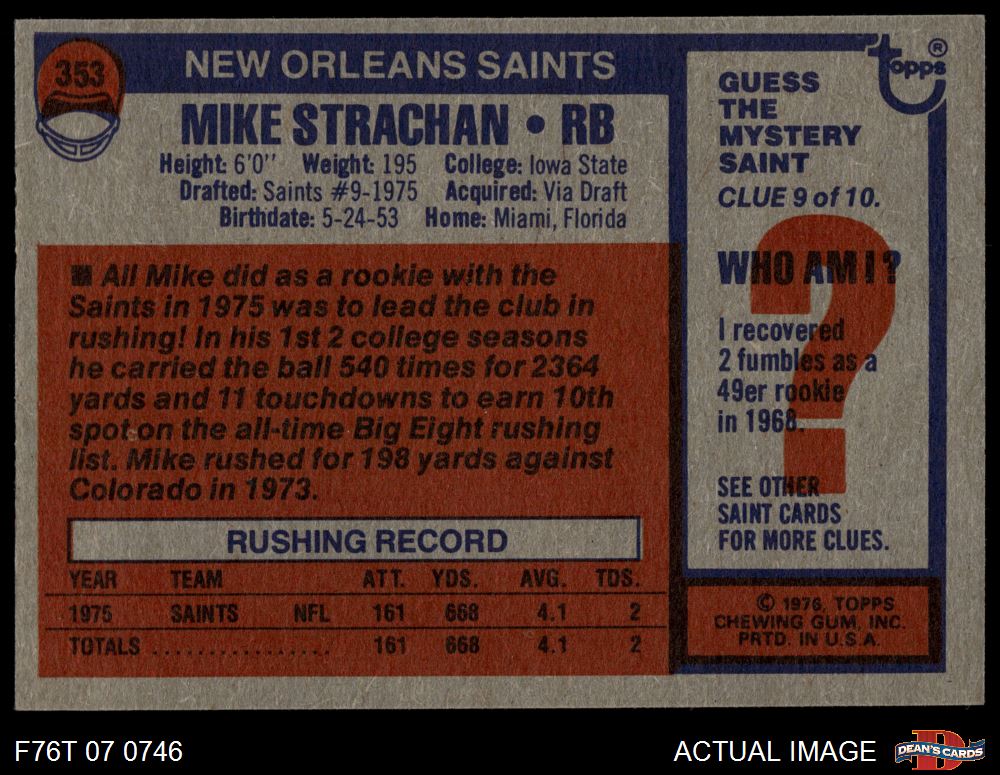 353
NEW ORLEANS SAINTS
MIKE STRACHAN • RB
Height: 6'0" Weight: 195 College: Iowa State
Drafted: Saints #9-1975 Acquired: Via Draft
Birthdate: 5-24-53 Home: Miami, Florida
■ All Mike did as a rookie with the
Saints in 1975 was to lead the club in
rushing! In his 1st 2 college seasons
he carried the ball 540 times for 2364
yards and 11 touchdowns to earn 10th
spot on the all-time Big Eight rushing
list. Mike rushed for 198 yards against
Colorado in 1973.
RUSHING RECORD
YEAR TEAM ATT. YDS. AVG. TDS.
1975 SAINTS NFL 161 668 4.1 2
TOTALS .................. 161 668 4.1 2
topps ®
GUESS
THE
MYSTERY
SAINT
CLUE 9 of 10.
WHO AM I ?
I recovered
2 fumbles as a
49er rookie
in 1968.
SEE OTHER
SAINT CARDS
FOR MORE CLUES.
© 1976, TOPPS
CHEWING GUM, INC.
PRTD. IN U.S.A.
F76T 07 0746
ACTUAL IMAGE
D
DEAN'S CARDS